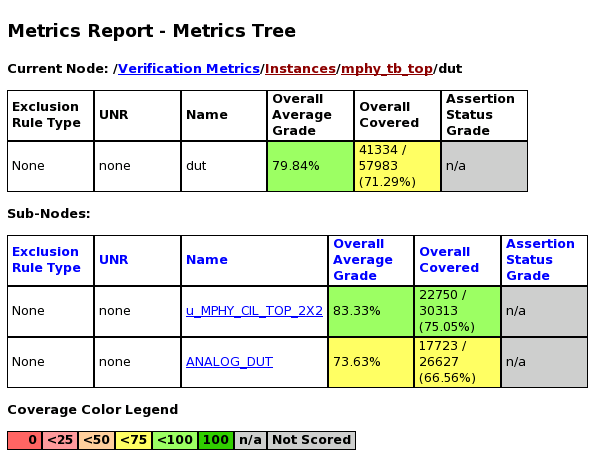 Metrics Report - Metrics Tree
Current Node: /Verification Metrics/Instances/mphy_tb_top/dut
Exclusion Rule Type UNR Name Overall Average Grade Overall Covered Assertion Status Grade
None none dut 79.84% 41334 / 57983 (71.29%) n/a
Sub-Nodes:
Exclusion Rule Type UNR Name Overall Average Grade Overall Covered Assertion Status Grade
None none u_MPHY_CIL_TOP_2X2 83.33% 22750 / 30313 (75.05%) n/a
None none ANALOG_DUT 73.63% 17723 / 26627 (66.56%) n/a
Coverage Color Legend
0 <25 <50 <75 <100 100 n/a Not Scored